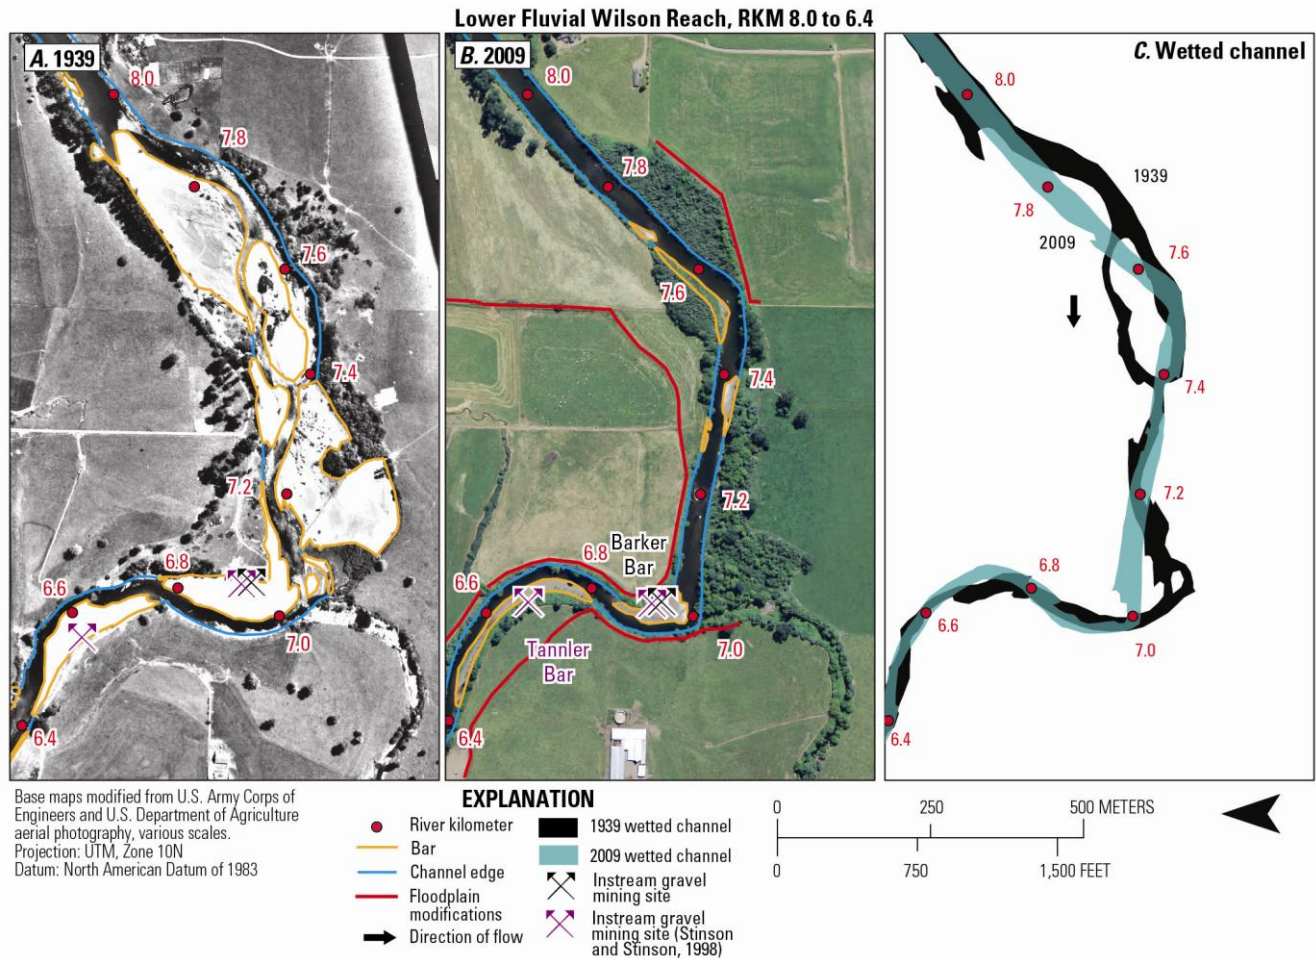 Lower Fluvial Wilson Reach, RKM 8.0 to 6.4
A. 1939
8.0
7.8
7.6
7.4
7.2
6.8
6.6
7.0
6.4
B. 2009
8.0
7.8
7.6
7.4
7.2
Barker
Bar
6.8
6.6
7.0
Tannler
Bar
6.4
C. Wetted channel
8.0
1939
7.8
2009
7.6
7.4
7.2
6.8
6.6
7.0
6.4
Base maps modified from U.S. Army Corps of
Engineers and U.S. Department of Agriculture
aerial photography, various scales.
Projection: UTM, Zone 10N
Datum: North American Datum of 1983
EXPLANATION
River kilometer
Bar
Channel edge
Floodplain
modifications
Direction of flow
1939 wetted channel
2009 wetted channel
Instream gravel
mining site
Instream gravel
mining site (Stinson
and Stinson, 1998)
0 250 500 METERS
0 750 1,500 FEET